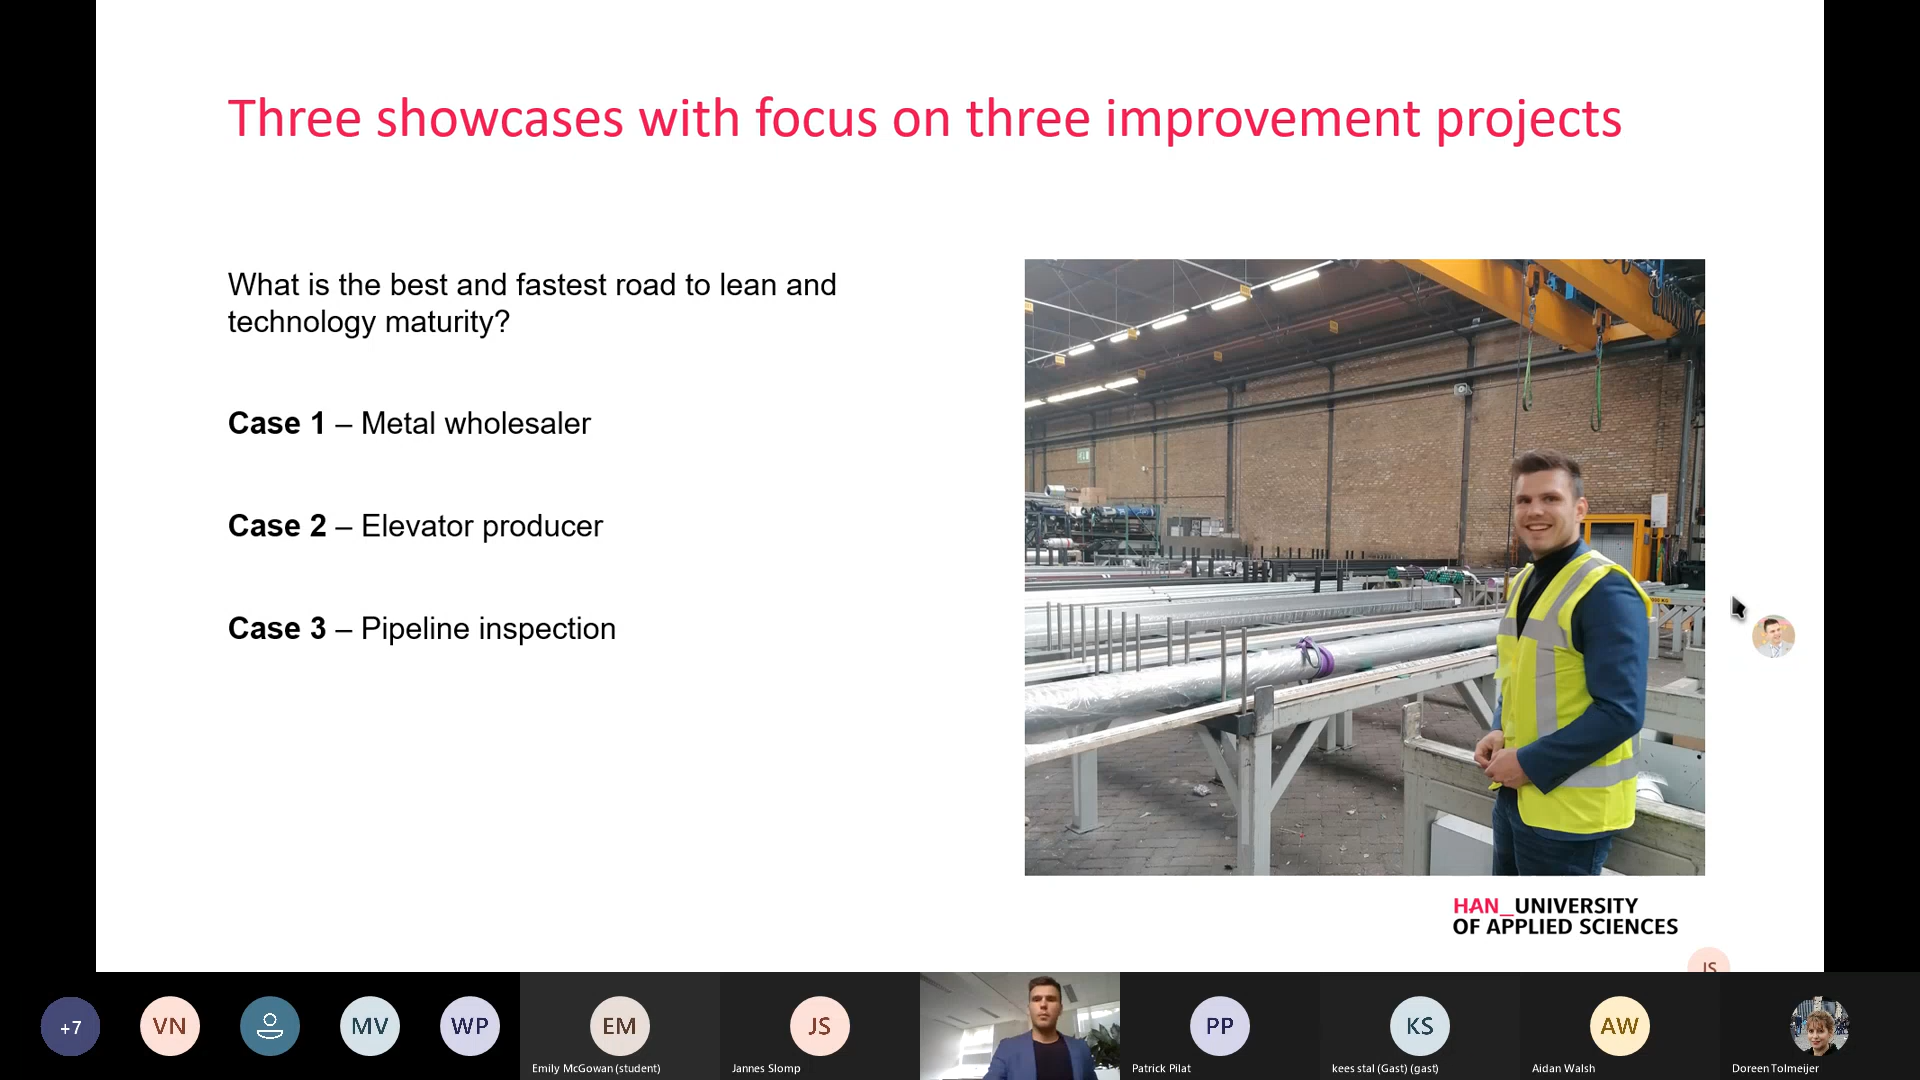 Three showcases with focus on three improvement projects
What is the best and fastest road to lean and
technology maturity?
Case 1 – Metal wholesaler
Case 2 – Elevator producer
Case 3 – Pipeline inspection
HAN_UNIVERSITY
OF APPLIED SCIENCES
JS
+7
VN
MV
WP
EM
Emily McGowan (student)
JS
Jannes Slomp
PP
Patrick Pilat
KS
kees stal (Gast) (gast)
AW
Aidan Walsh
Doreen Tolmeijer